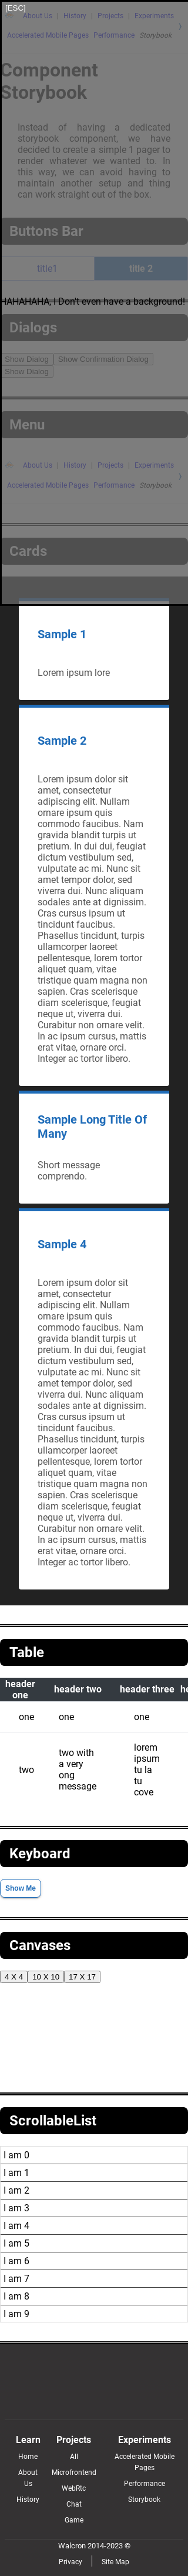 [ESC]
About Us | History | Projects | Experiments
Accelerated Mobile Pages Performance Storybook
Component
Storybook
Instead of having a dedicated
storybook component, we have
decided to create a simple 1 pager to
render whatever we wanted to. In
this way, we can avoid having to
maintain another setup and thing
can work straight out of the box.
Buttons Bar
title1 title 2
HAHAHAHA, I Don't even have a background!
Dialogs
Show Dialog Show Confirmation Dialog
Show Dialog
Menu
About Us | History | Projects | Experiments
Accelerated Mobile Pages Performance Storybook
Cards
Sample 1
Lorem ipsum lore
Sample 2
Lorem ipsum dolor sit
amet, consectetur
adipiscing elit. Nullam
ornare ipsum quis
commodo faucibus. Nam
gravida blandit turpis ut
pretium. In dui dui, feugiat
dictum vestibulum sed,
vulputate ac mi. Nunc sit
amet tempor dolor, sed
viverra dui. Nunc aliquam
sodales ante at dignissim.
Cras cursus ipsum ut
tincidunt faucibus.
Phasellus tincidunt, turpis
ullamcorper laoreet
pellentesque, lorem tortor
aliquet quam, vitae
tristique quam magna non
sapien. Cras scelerisque
diam scelerisque, feugiat
neque ut, viverra dui.
Curabitur non ornare velit.
In ac ipsum cursus, mattis
erat vitae, ornare orci.
Integer ac tortor libero.
Sample Long Title Of
Many
Short message
comprendo.
Sample 4
Lorem ipsum dolor sit
amet, consectetur
adipiscing elit. Nullam
ornare ipsum quis
commodo faucibus. Nam
gravida blandit turpis ut
pretium. In dui dui, feugiat
dictum vestibulum sed,
vulputate ac mi. Nunc sit
amet tempor dolor, sed
viverra dui. Nunc aliquam
sodales ante at dignissim.
Cras cursus ipsum ut
tincidunt faucibus.
Phasellus tincidunt, turpis
ullamcorper laoreet
pellentesque, lorem tortor
aliquet quam, vitae
tristique quam magna non
sapien. Cras scelerisque
diam scelerisque, feugiat
neque ut, viverra dui.
Curabitur non ornare velit.
In ac ipsum cursus, mattis
erat vitae, ornare orci.
Integer ac tortor libero.
Table
header one header two header three he
one one one
two two with a very ong message lorem ipsum tu la tu cove
Keyboard
Show Me
Canvases
4 X 4 10 X 10 17 X 17
ScrollableList
I am 0
I am 1
I am 2
I am 3
I am 4
I am 5
I am 6
I am 7
I am 8
I am 9
Learn
Home
About Us
History
Projects
All
Microfrontend
WebRtc
Chat
Game
Experiments
Accelerated Mobile
Pages
Performance
Storybook
Walcron 2014-2023 ©
Privacy | Site Map